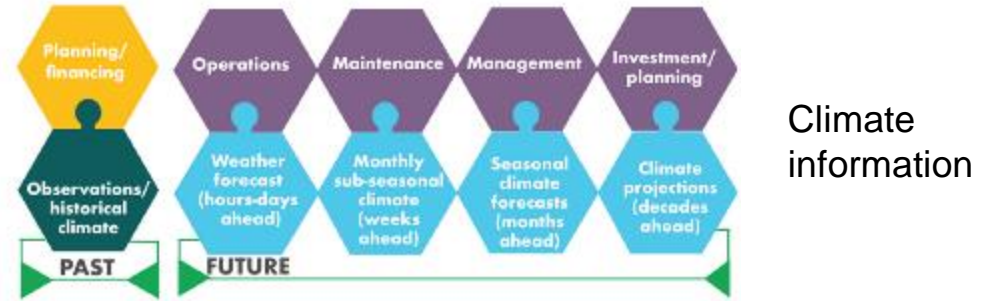 Planning/
financing
Operations
Maintenance
Management
Investment/
planning
Observations/
historical
climate
Weather
forecast
(hours-days
ahead)
Monthly
sub-seasonal
climate
(weeks
ahead)
Seasonal
climate
forecasts
(months
ahead)
Climate
projections
(decades
ahead)
PAST
FUTURE
Climate
information